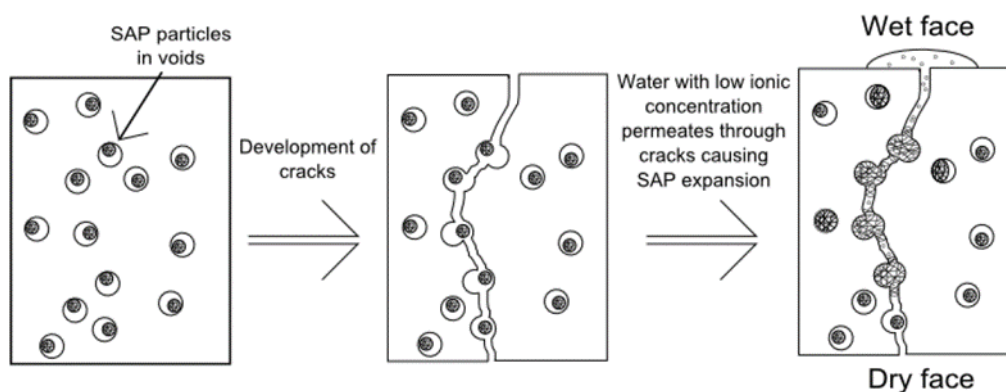 SAP particles
in voids
Development of
cracks
Water with low ionic
concentration
permeates through
cracks causing
SAP expansion
Wet face
Dry face